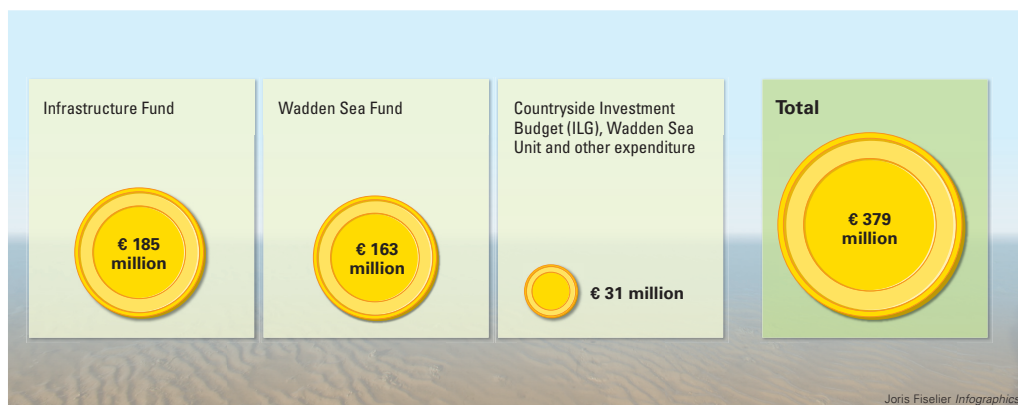 Infrastructure Fund
€ 185
million
Wadden Sea Fund
€ 163
million
Countryside Investment
Budget (ILG), Wadden Sea
Unit and other expenditure
€ 31 million
Total
€ 379
million
Joris Fiselier Infographics